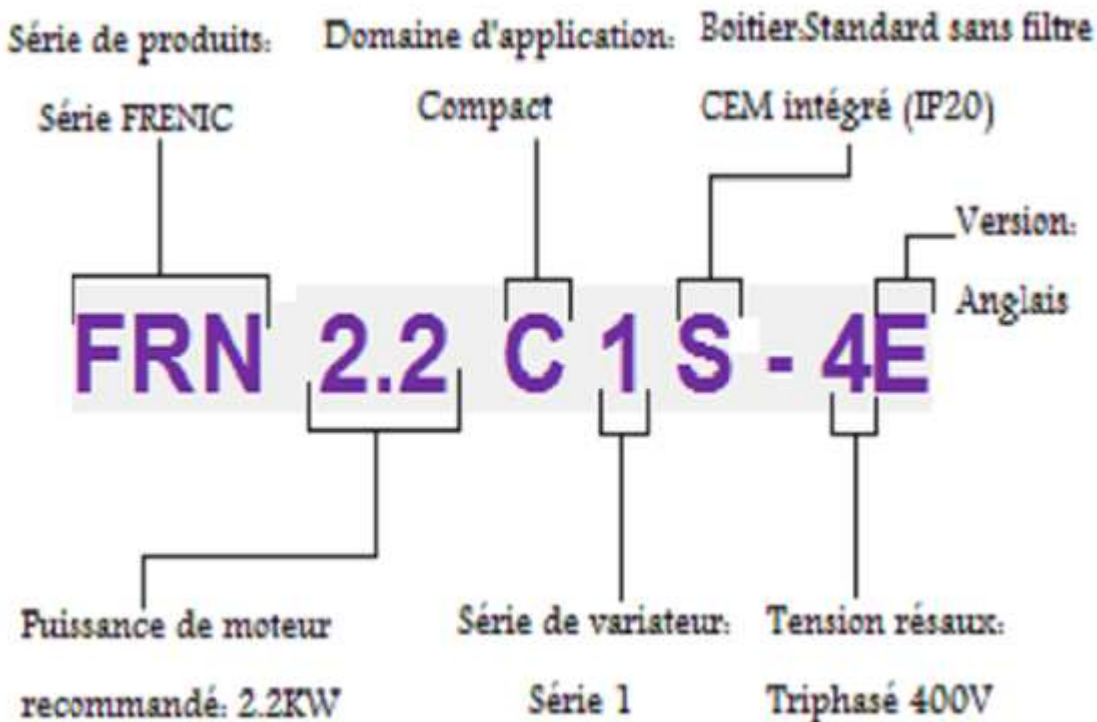 Série de produits:
Série FRENIC
Domaine d'application:
Compact
Boitier:Standard sans filtre
CEM intégré (IP20)
Version:
Anglais
FRN 2.2 C 1 S - 4E
Puissance de moteur
recommandé: 2.2KW
Série de variateur:
Série 1
Tension résaux:
Triphasé 400V